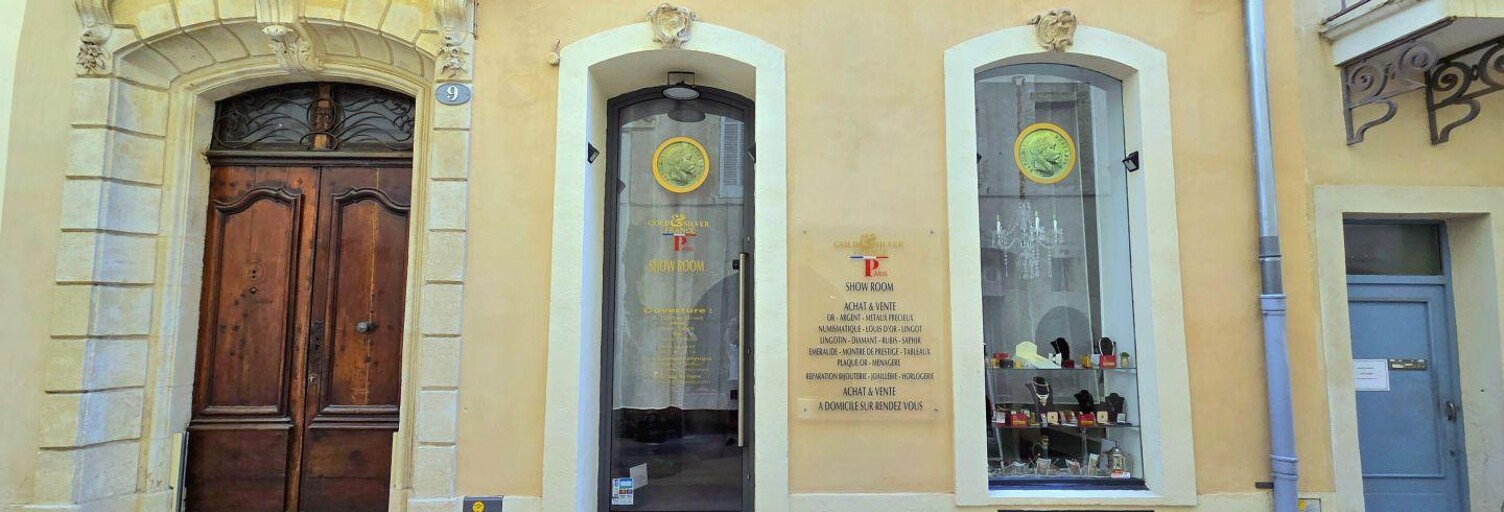 9
GOLD & SILVER
FRANCE
P
SHOW ROOM
Ouverture :
GOLD & SILVER
PARIS
SHOW ROOM
ACHAT & VENTE
OR - ARGENT - METAUX PRECIEUX
NUMISMATIQUE - LOUIS D'OR - LINGOT
LINGOTIN - DIAMANT - RUBIS - SAPHIR
EMERAUDE - MONTRE DE PRESTIGE - TABLEAUX
PLAQUE OR - MENAGERE
REPARATION BIJOUTERIE - JOAILLERIE - HORLOGERIE
ACHAT & VENTE
A DOMICILE SUR RENDEZ VOUS